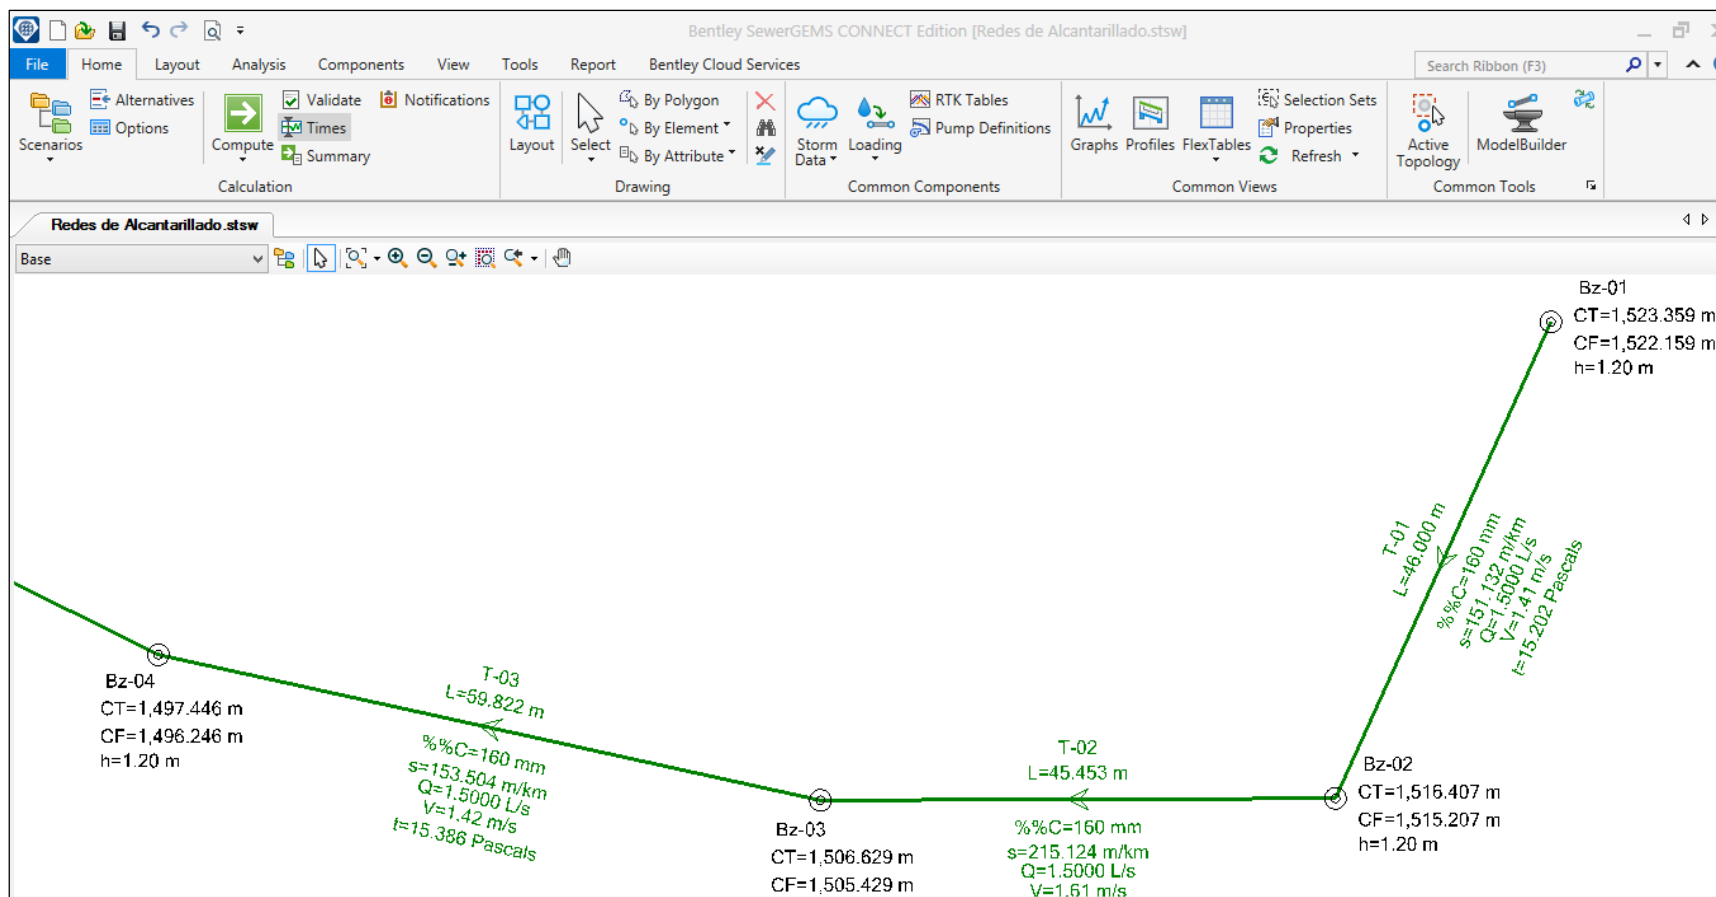 Bentley SewerGEMS CONNECT Edition [Redes de Alcantarillado.stsw]
File Home Layout Analysis Components View Tools Report Bentley Cloud Services
Search Ribbon (F3)
Scenarios
Alternatives
Options
Compute
Validate
Times
Summary
Notifications
Calculation
Layout
Select
By Polygon
By Element
By Attribute
Drawing
Storm
Data
Loading
RTK Tables
Pump Definitions
Common Components
Graphs
Profiles
FlexTables
Selection Sets
Properties
Refresh
Common Views
Active
Topology
ModelBuilder
Common Tools
Redes de Alcantarillado.stsw
Base
Bz-01
CT=1,523.359 m
CF=1,522.159 m
h=1.20 m
T-01
L=46.000 m
%%C=160 mm
s=151.132 m/km
Q=1.5000 L/s
V=1.41 m/s
t=15.202 Pascals
Bz-02
CT=1,516.407 m
CF=1,515.207 m
h=1.20 m
T-02
L=45.453 m
%%C=160 mm
s=215.124 m/km
Q=1.5000 L/s
V=1.61 m/s
Bz-03
CT=1,506.629 m
CF=1,505.429 m
T-03
L=59.822 m
%%C=160 mm
s=153.504 m/km
Q=1.5000 L/s
V=1.42 m/s
t=15.386 Pascals
Bz-04
CT=1,497.446 m
CF=1,496.246 m
h=1.20 m